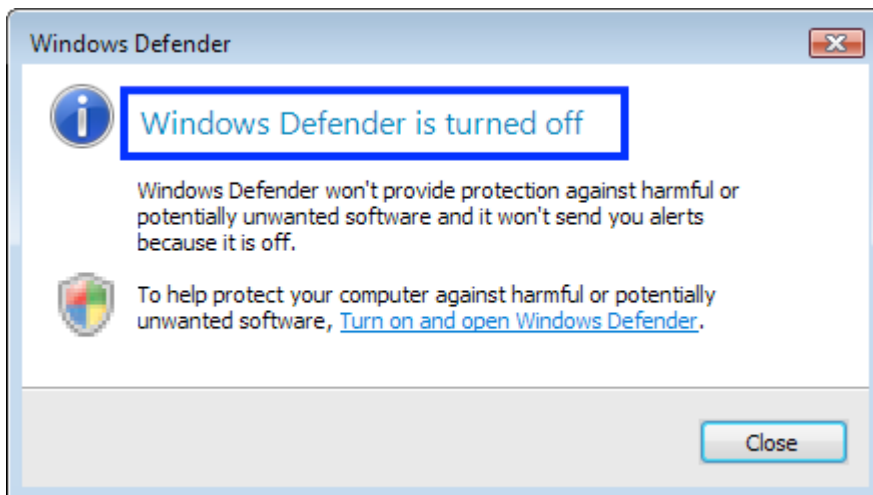 Windows Defender
Windows Defender is turned off
Windows Defender won't provide protection against harmful or
potentially unwanted software and it won't send you alerts
because it is off.
To help protect your computer against harmful or potentially
unwanted software, Turn on and open Windows Defender.
Close